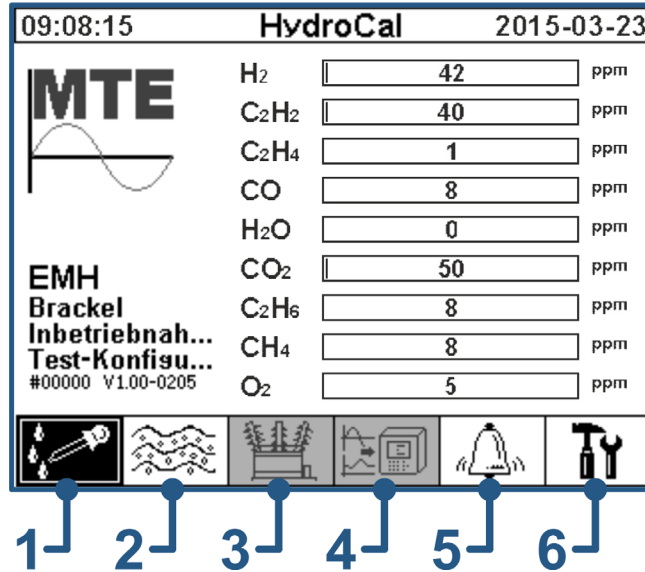 09:08:15 HydroCal 2015-03-23
MTE
H2 42 ppm
C2H2 40 ppm
C2H4 1 ppm
CO 8 ppm
H2O 0 ppm
CO2 50 ppm
C2H6 8 ppm
CH4 8 ppm
O2 5 ppm
EMH
Brackel
Inbetriebnah...
Test-Konfigu...
#00000 V1.00-0205
1 2 3 4 5 6